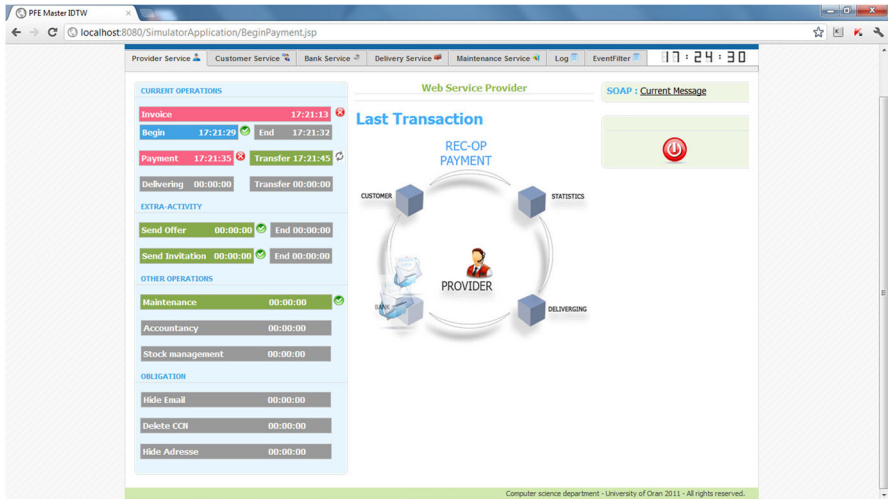 PFE Master IDTW
localhost:8080/SimulatorApplication/BeginPayment.jsp
Provider Service Customer Service Bank Service Delivery Service Maintenance Service Log EventFilter 17:24:30
CURRENT OPERATIONS
Invoice 17:21:13
Begin 17:21:29 End 17:21:32
Payment 17:21:35 Transfer 17:21:45
Delivering 00:00:00 Transfer 00:00:00
EXTRA-ACTIVITY
Send Offer 00:00:00 End 00:00:00
Send Invitation 00:00:00 End 00:00:00
OTHER OPERATIONS
Maintenance 00:00:00
Accountancy 00:00:00
Stock management 00:00:00
OBLIGATION
Hide Email 00:00:00
Delete CCN 00:00:00
Hide Adresse 00:00:00
Web Service Provider
Last Transaction
REC-OP
PAYMENT
CUSTOMER
STATISTICS
PROVIDER
BANK
DELIVERGING
SOAP : Current Message
Computer science department - University of Oran 2011 - All rights reserved.